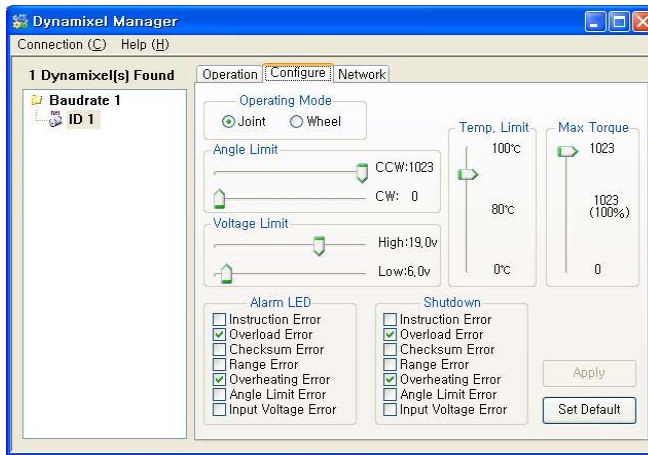 Dynamixel Manager
Connection (C) Help (H)
1 Dynamixel(s) Found
Baudrate 1
ID 1
Operation Configure Network
Operating Mode
Joint Wheel
Angle Limit
CCW:1023
CW: 0
Voltage Limit
High:19,0v
Low:6,0v
Temp, Limit
100℃
80℃
0℃
Max Torque
1023
1023
(100%)
0
Alarm LED
Instruction Error
Overload Error
Checksum Error
Range Error
Overheating Error
Angle Limit Error
Input Voltage Error
Shutdown
Instruction Error
Overload Error
Checksum Error
Range Error
Overheating Error
Angle Limit Error
Input Voltage Error
Apply
Set Default